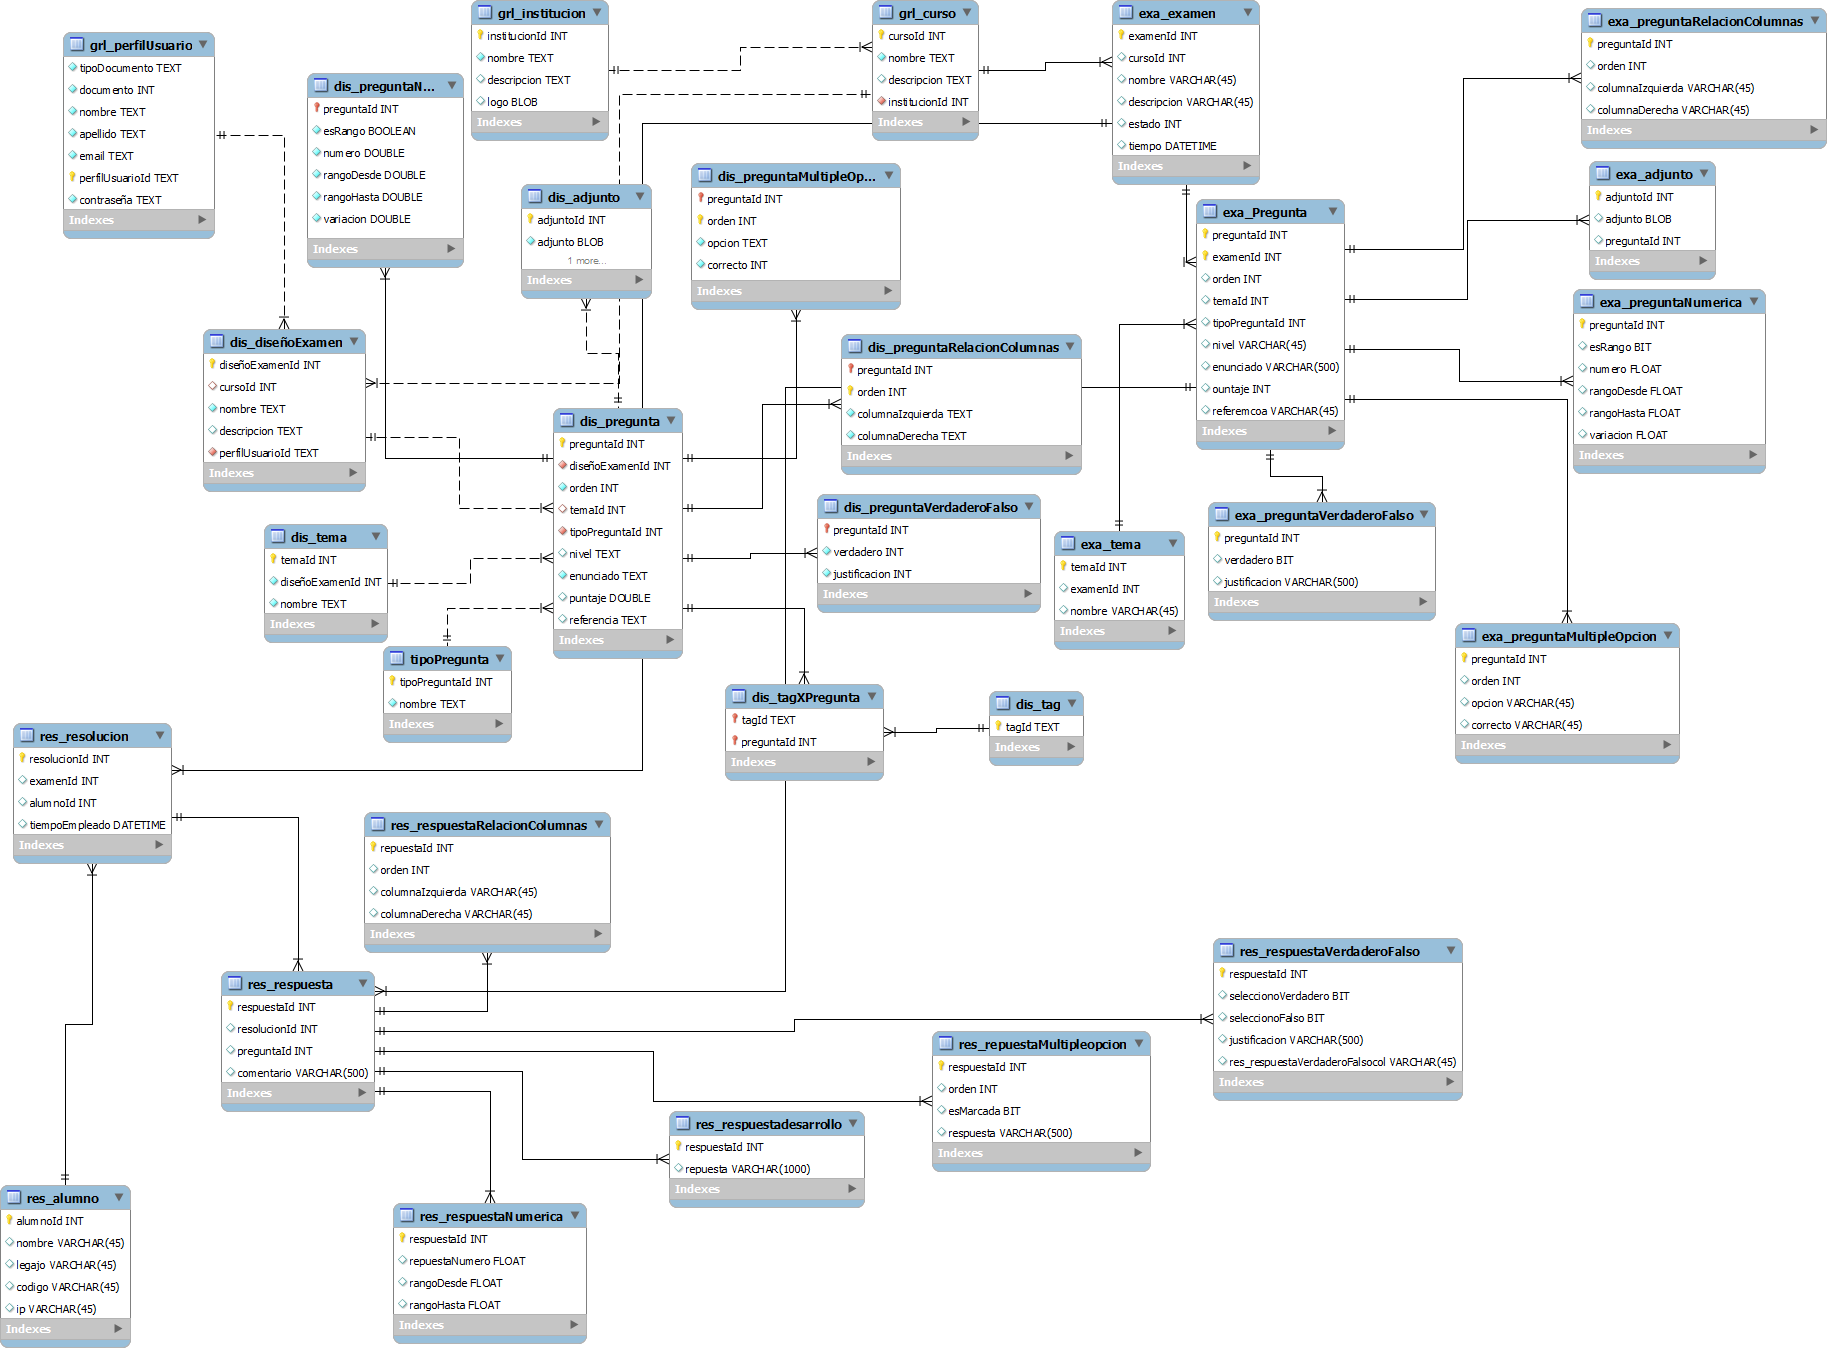 grl_perfilUsuario
tipoDocumento TEXT
documento INT
nombre TEXT
apellido TEXT
email TEXT
perfilUsuarioId TEXT
contraseña TEXT
Indexes
dis_preguntaN...
preguntaId INT
esRango BOOLEAN
numero DOUBLE
rangoDesde DOUBLE
rangoHasta DOUBLE
variacion DOUBLE
Indexes
grl_institucion
institucionId INT
nombre TEXT
descripcion TEXT
logo BLOB
Indexes
grl_curso
cursoId INT
nombre TEXT
descripcion TEXT
institucionId INT
Indexes
exa_examen
examenId INT
cursoId INT
nombre VARCHAR(45)
descripcion VARCHAR(45)
estado INT
tiempo DATETIME
Indexes
exa_preguntaRelacionColumnas
preguntaId INT
orden INT
columnaIzquierda VARCHAR(45)
columnaDerecha VARCHAR(45)
Indexes
dis_adjunto
adjuntoId INT
adjunto BLOB
1 more...
Indexes
dis_preguntaMultipleOp...
preguntaId INT
orden INT
opcion TEXT
correcto INT
Indexes
exa_Pregunta
preguntaId INT
examenId INT
orden INT
temaId INT
tipoPreguntaId INT
nivel VARCHAR(45)
enunciado VARCHAR(500)
ountaje INT
referemcoa VARCHAR(45)
Indexes
exa_adjunto
adjuntoId INT
adjunto BLOB
preguntaId INT
Indexes
exa_preguntaNumerica
preguntaId INT
esRango BIT
numero FLOAT
rangoDesde FLOAT
rangoHasta FLOAT
variacion FLOAT
Indexes
dis_diseñoExamen
diseñoExamenId INT
cursoId INT
nombre TEXT
descripcion TEXT
perfilUsuarioId TEXT
Indexes
dis_preguntaRelacionColumnas
preguntaId INT
orden INT
columnaIzquierda TEXT
columnaDerecha TEXT
Indexes
dis_pregunta
preguntaId INT
diseñoExamenId INT
orden INT
temaId INT
tipoPreguntaId INT
nivel TEXT
enunciado TEXT
puntaje DOUBLE
referencia TEXT
Indexes
dis_preguntaVerdaderoFalso
preguntaId INT
verdadero INT
justificacion INT
Indexes
exa_preguntaVerdaderoFalso
preguntaId INT
verdadero BIT
justificacion VARCHAR(500)
Indexes
dis_tema
temaId INT
diseñoExamenId INT
nombre TEXT
Indexes
exa_tema
temaId INT
examenId INT
nombre VARCHAR(45)
Indexes
exa_preguntaMultipleOpcion
preguntaId INT
orden INT
opcion VARCHAR(45)
correcto VARCHAR(45)
Indexes
tipoPregunta
tipoPreguntaId INT
nombre TEXT
Indexes
dis_tagXPregunta
tagId TEXT
preguntaId INT
Indexes
dis_tag
tagId TEXT
Indexes
res_resolucion
resolucionId INT
examenId INT
alumnoId INT
tiempoEmpleado DATETIME
Indexes
res_respuestaRelacionColumnas
repuestaId INT
orden INT
columnaIzquierda VARCHAR(45)
columnaDerecha VARCHAR(45)
Indexes
res_respuesta
respuestaId INT
resolucionId INT
preguntaId INT
comentario VARCHAR(500)
Indexes
res_respuestaVerdaderoFalso
respuestaId INT
seleccionoVerdadero BIT
seleccionoFalso BIT
justificacion VARCHAR(500)
res_respuestaVerdaderoFalsocol VARCHAR(45)
Indexes
res_repuestaMultipleopcion
respuestaId INT
orden INT
esMarcada BIT
respuesta VARCHAR(500)
Indexes
res_respuestadesarrollo
respuestaId INT
repuesta VARCHAR(1000)
Indexes
res_alumno
alumnoId INT
nombre VARCHAR(45)
legajo VARCHAR(45)
codigo VARCHAR(45)
ip VARCHAR(45)
Indexes
res_respuestaNumerica
respuestaId INT
repuestaNumero FLOAT
rangoDesde FLOAT
rangoHasta FLOAT
Indexes